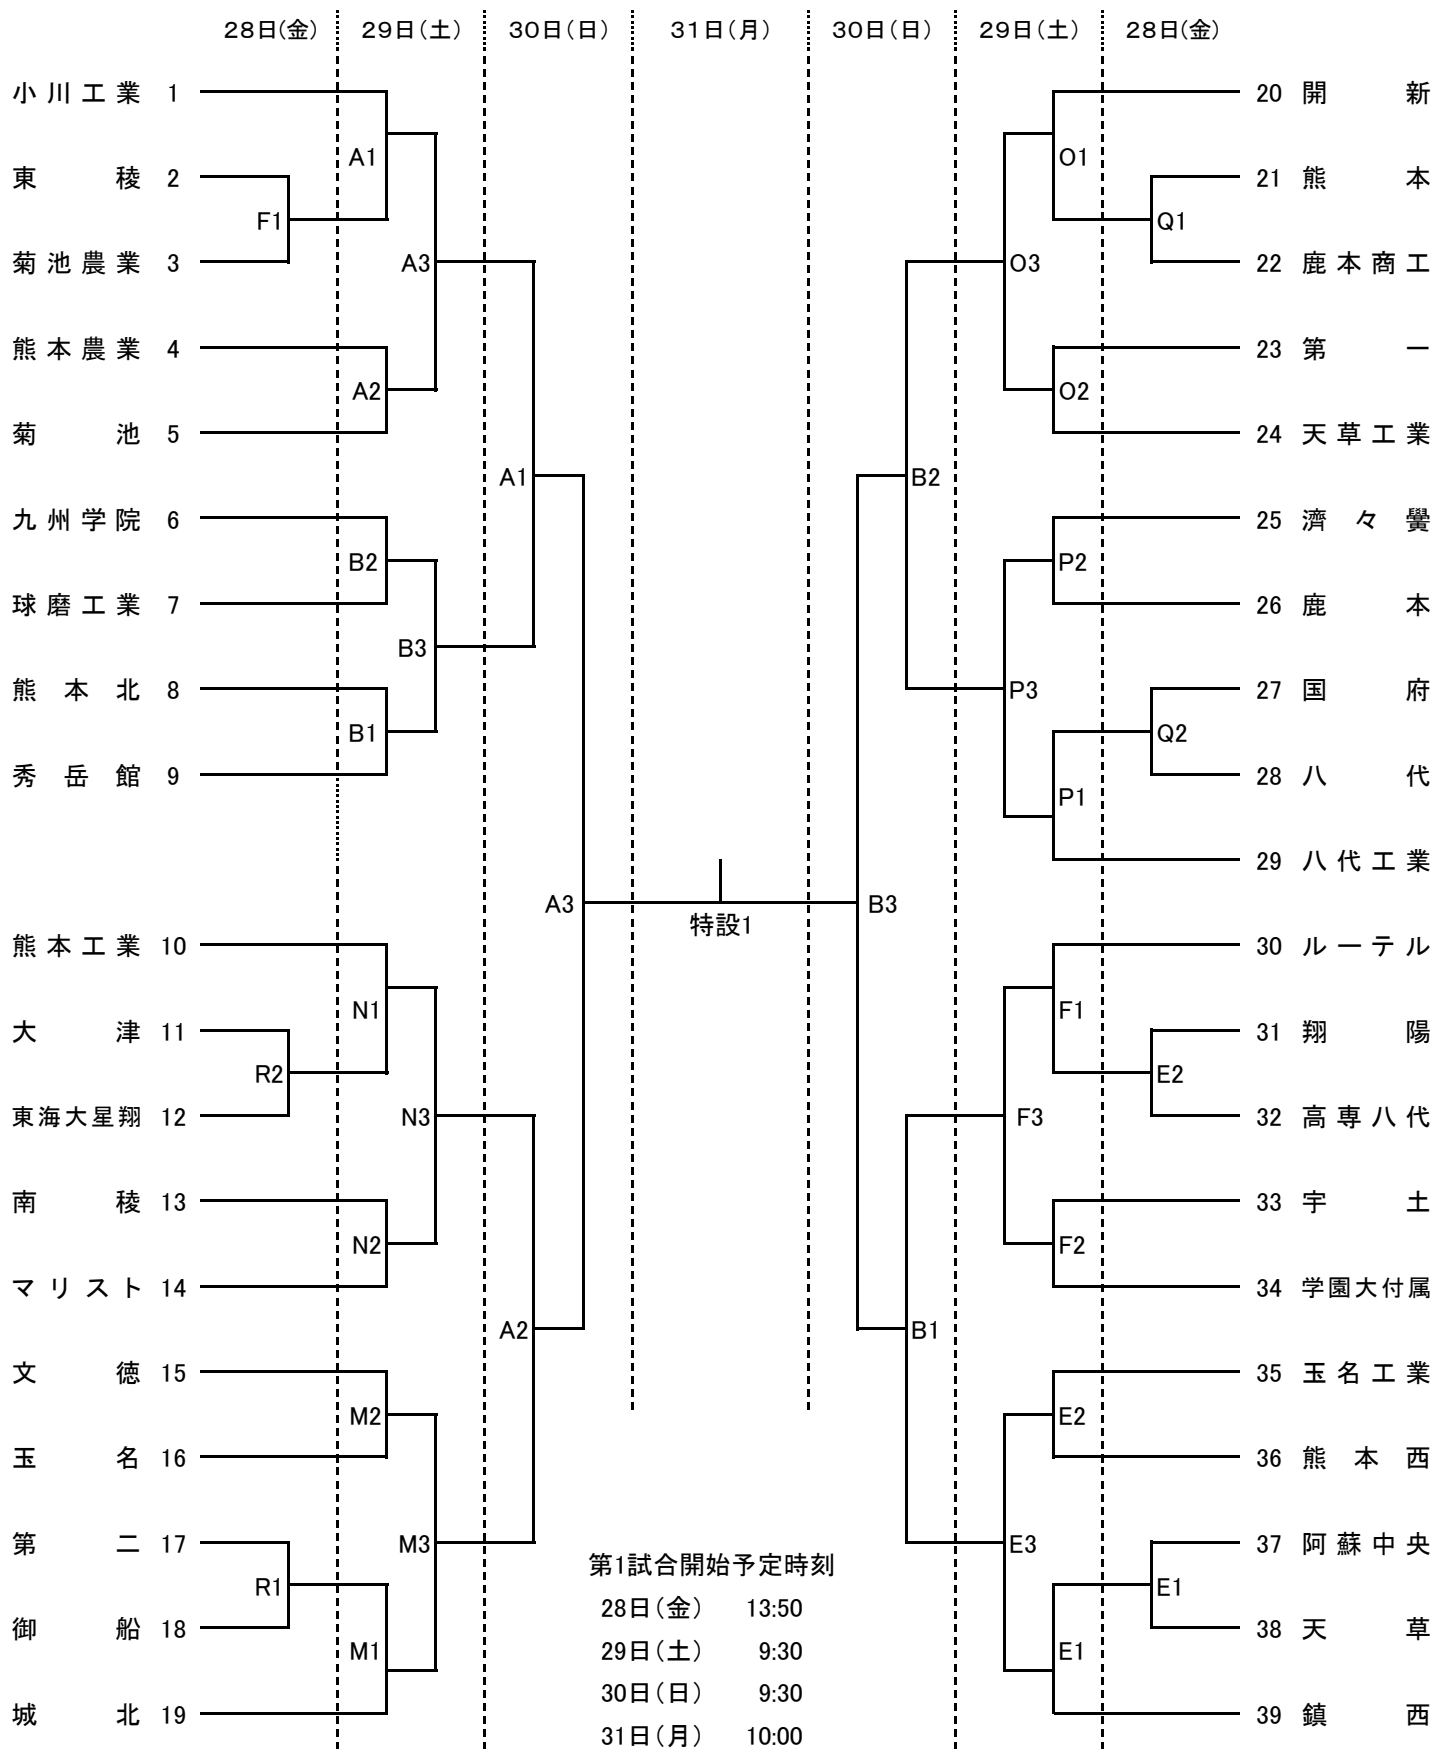 28日(金) 29日(土) 30日(日) 31日(月) 30日(日) 29日(土) 28日(金)
小川工業 1
20 開新
A1
O1
東稜 2
21 熊本
F1
Q1
菊池農業 3
A3
O3
22 鹿本商工
熊本農業 4
23 第一
A2
O2
菊池 5
24 天草工業
A1
B2
九州学院 6
25 濟々黌
B2
P2
球磨工業 7
26 鹿本
B3
熊本北 8
P3
27 国府
B1
Q2
秀岳館 9
28 八代
P1
29 八代工業
A3
B3
特設1
熊本工業 10
30 ルーテル
N1
F1
大津 11
31 翔陽
R2
E2
東海大星翔 12
N3
F3
32 高専八代
南稜 13
33 宇土
N2
F2
マリスト 14
34 学園大付属
A2
B1
文徳 15
35 玉名工業
M2
E2
玉名 16
36 熊本西
第二 17
M3
E3
37 阿蘇中央
R1
E1
御船 18
38 天草
M1
E1
城北 19
39 鎮西
第1試合開始予定時刻
28日(金) 13:50
29日(土) 9:30
30日(日) 9:30
31日(月) 10:00